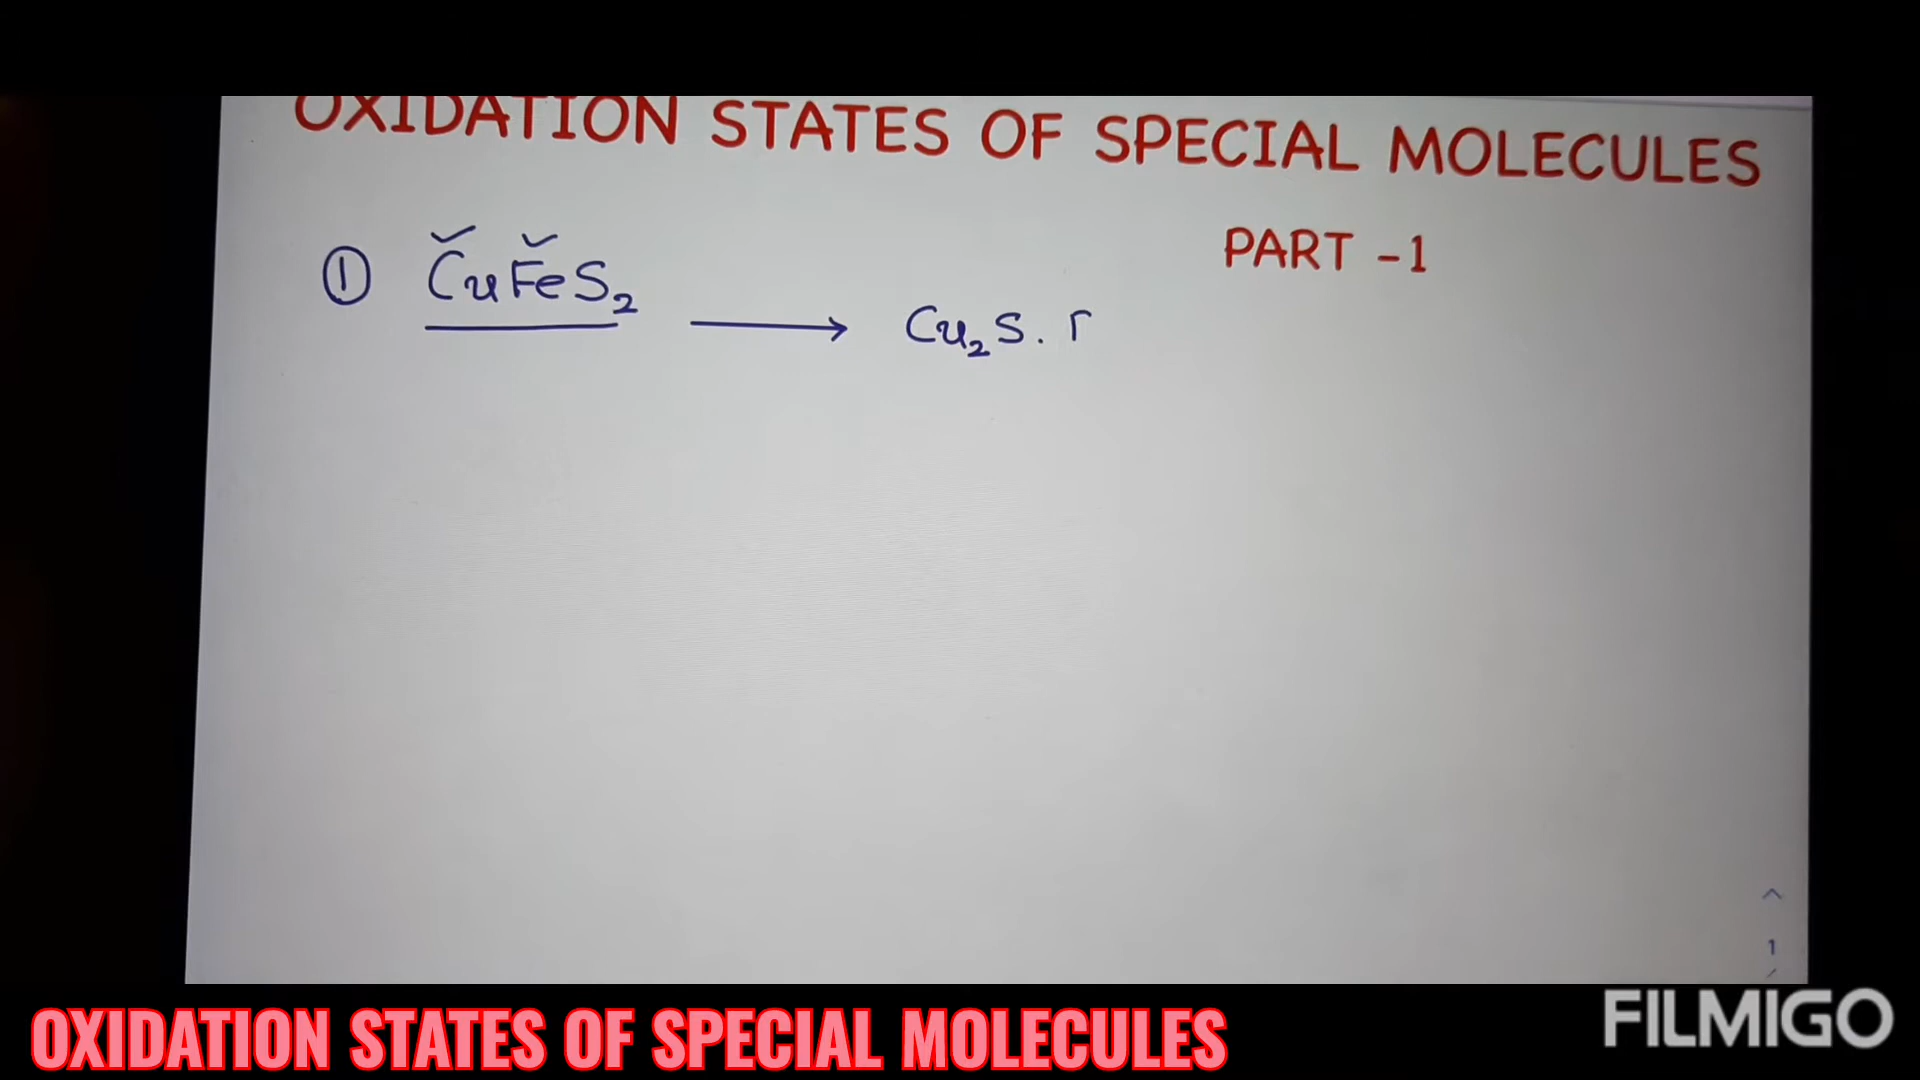 OXIDATION STATES OF SPECIAL MOLECULES
PART -1
① CuFeS₂ ⟶ Cu₂S.
1
OXIDATION STATES OF SPECIAL MOLECULES
FILMIGO